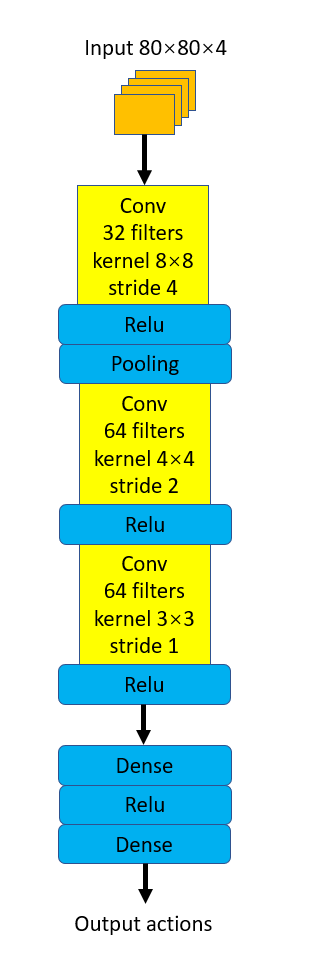 Input 80×80×4
Conv
32 filters
kernel 8×8
stride 4
Relu
Pooling
Conv
64 filters
kernel 4×4
stride 2
Relu
Conv
64 filters
kernel 3×3
stride 1
Relu
Dense
Relu
Dense
Output actions